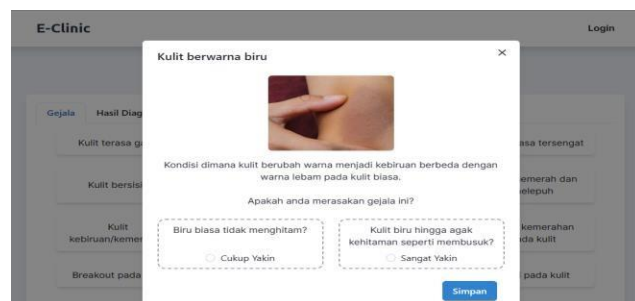 E-Clinic
Login
Kulit berwarna biru
×
Gejala Hasil Diag
Kulit terasa ga
asa tersengat
Kondisi dimana kulit berubah warna menjadi kebiruan berbeda dengan
warna lebam pada kulit biasa.
Kulit bersisi
emerah dan
elepuh
Apakah anda merasakan gejala ini?
Kulit
kebiruan/kemer
kemerahan
da kulit
Biru biasa tidak menghitam?
Cukup Yakin
Kulit biru hingga agak
kehitaman seperti membusuk?
Sangat Yakin
Breakout pada
pada kulit
Simpan